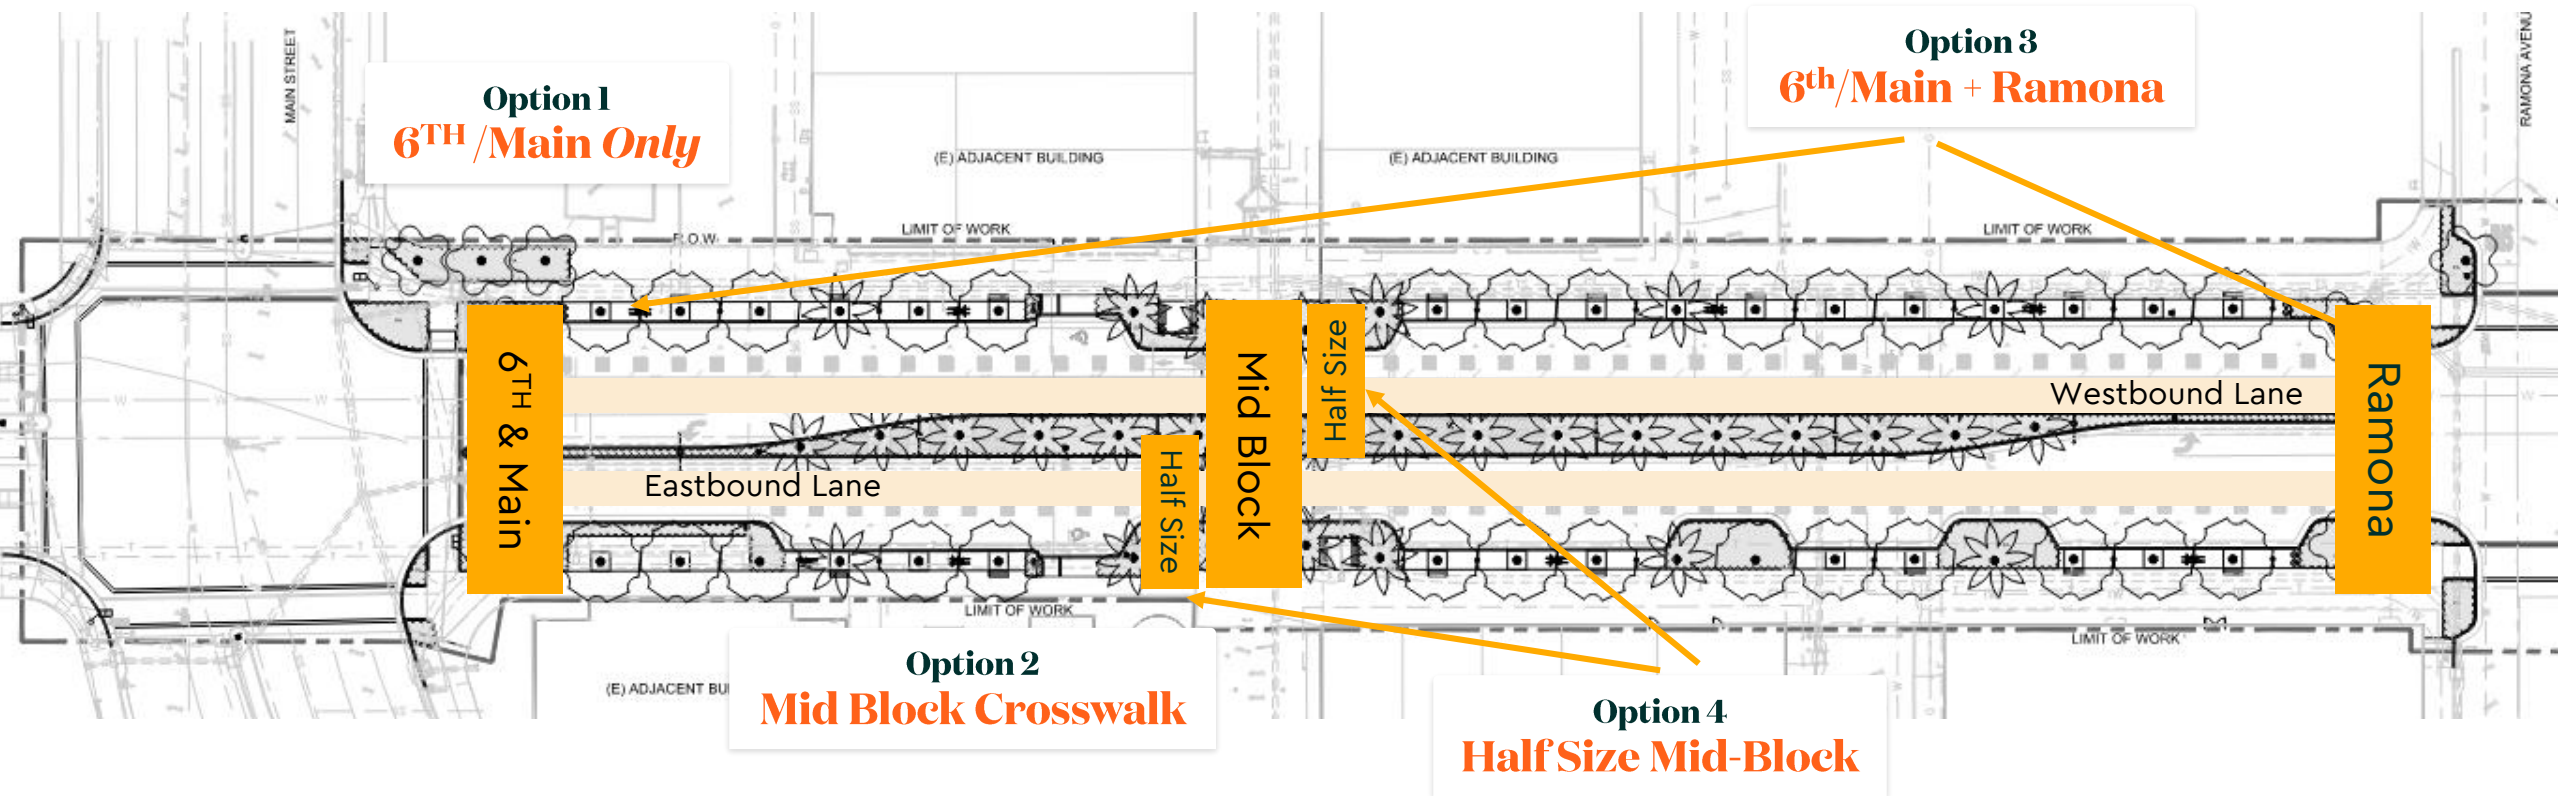 MAIN STREET
Option 1
6TH /Main Only
Option 3
6th/Main + Ramona
RAMONA AVENU
(E) ADJACENT BUILDING
(E) ADJACENT BUILDING
R.O.W.
LIMIT OF WORK
LIMIT OF WORK
6TH & Main
Mid Block
Half Size
Half Size
Ramona
Westbound Lane
Eastbound Lane
LIMIT OF WORK
LIMIT OF WORK
(E) ADJACENT BU
Option 2
Mid Block Crosswalk
Option 4
Half Size Mid-Block